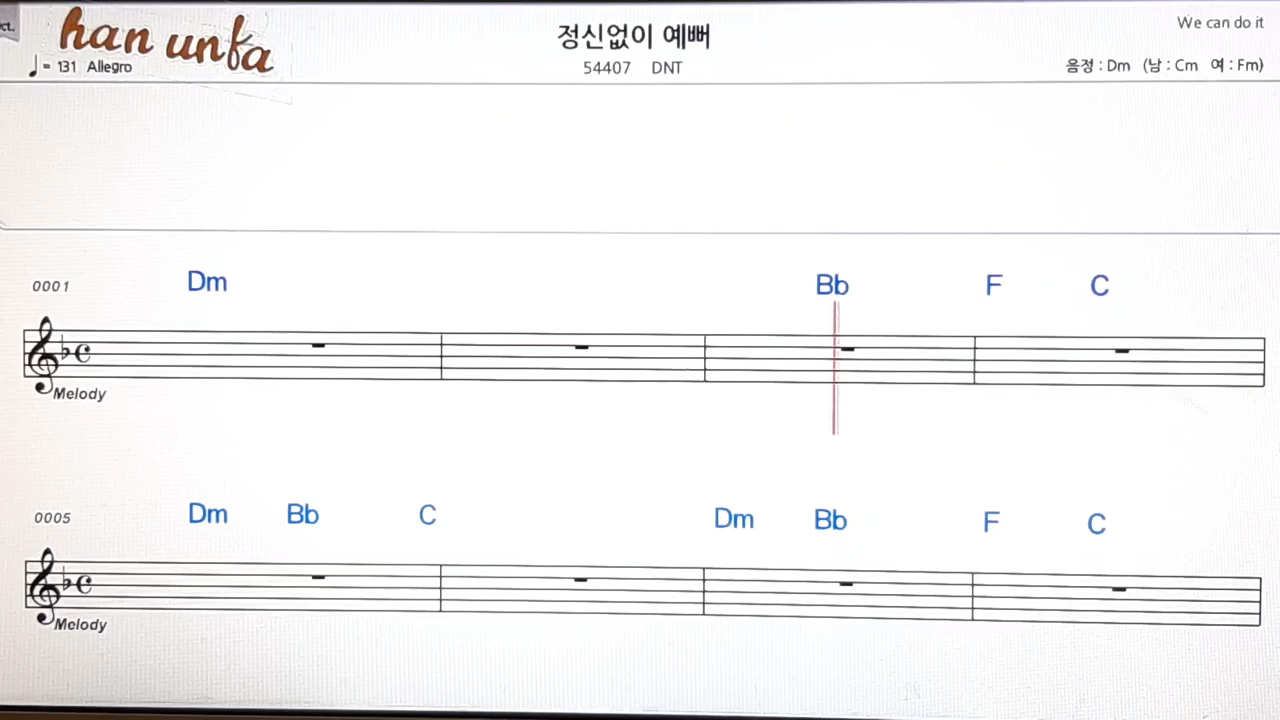 ct.
han unfa
♩= 131 Allegro
정신없이 예뻐
54407 DNT
We can do it
음정 : Dm (남 : Cm 여 : Fm)
0001 Dm Bb F C
Melody
0005 Dm Bb C Dm Bb F C
Melody